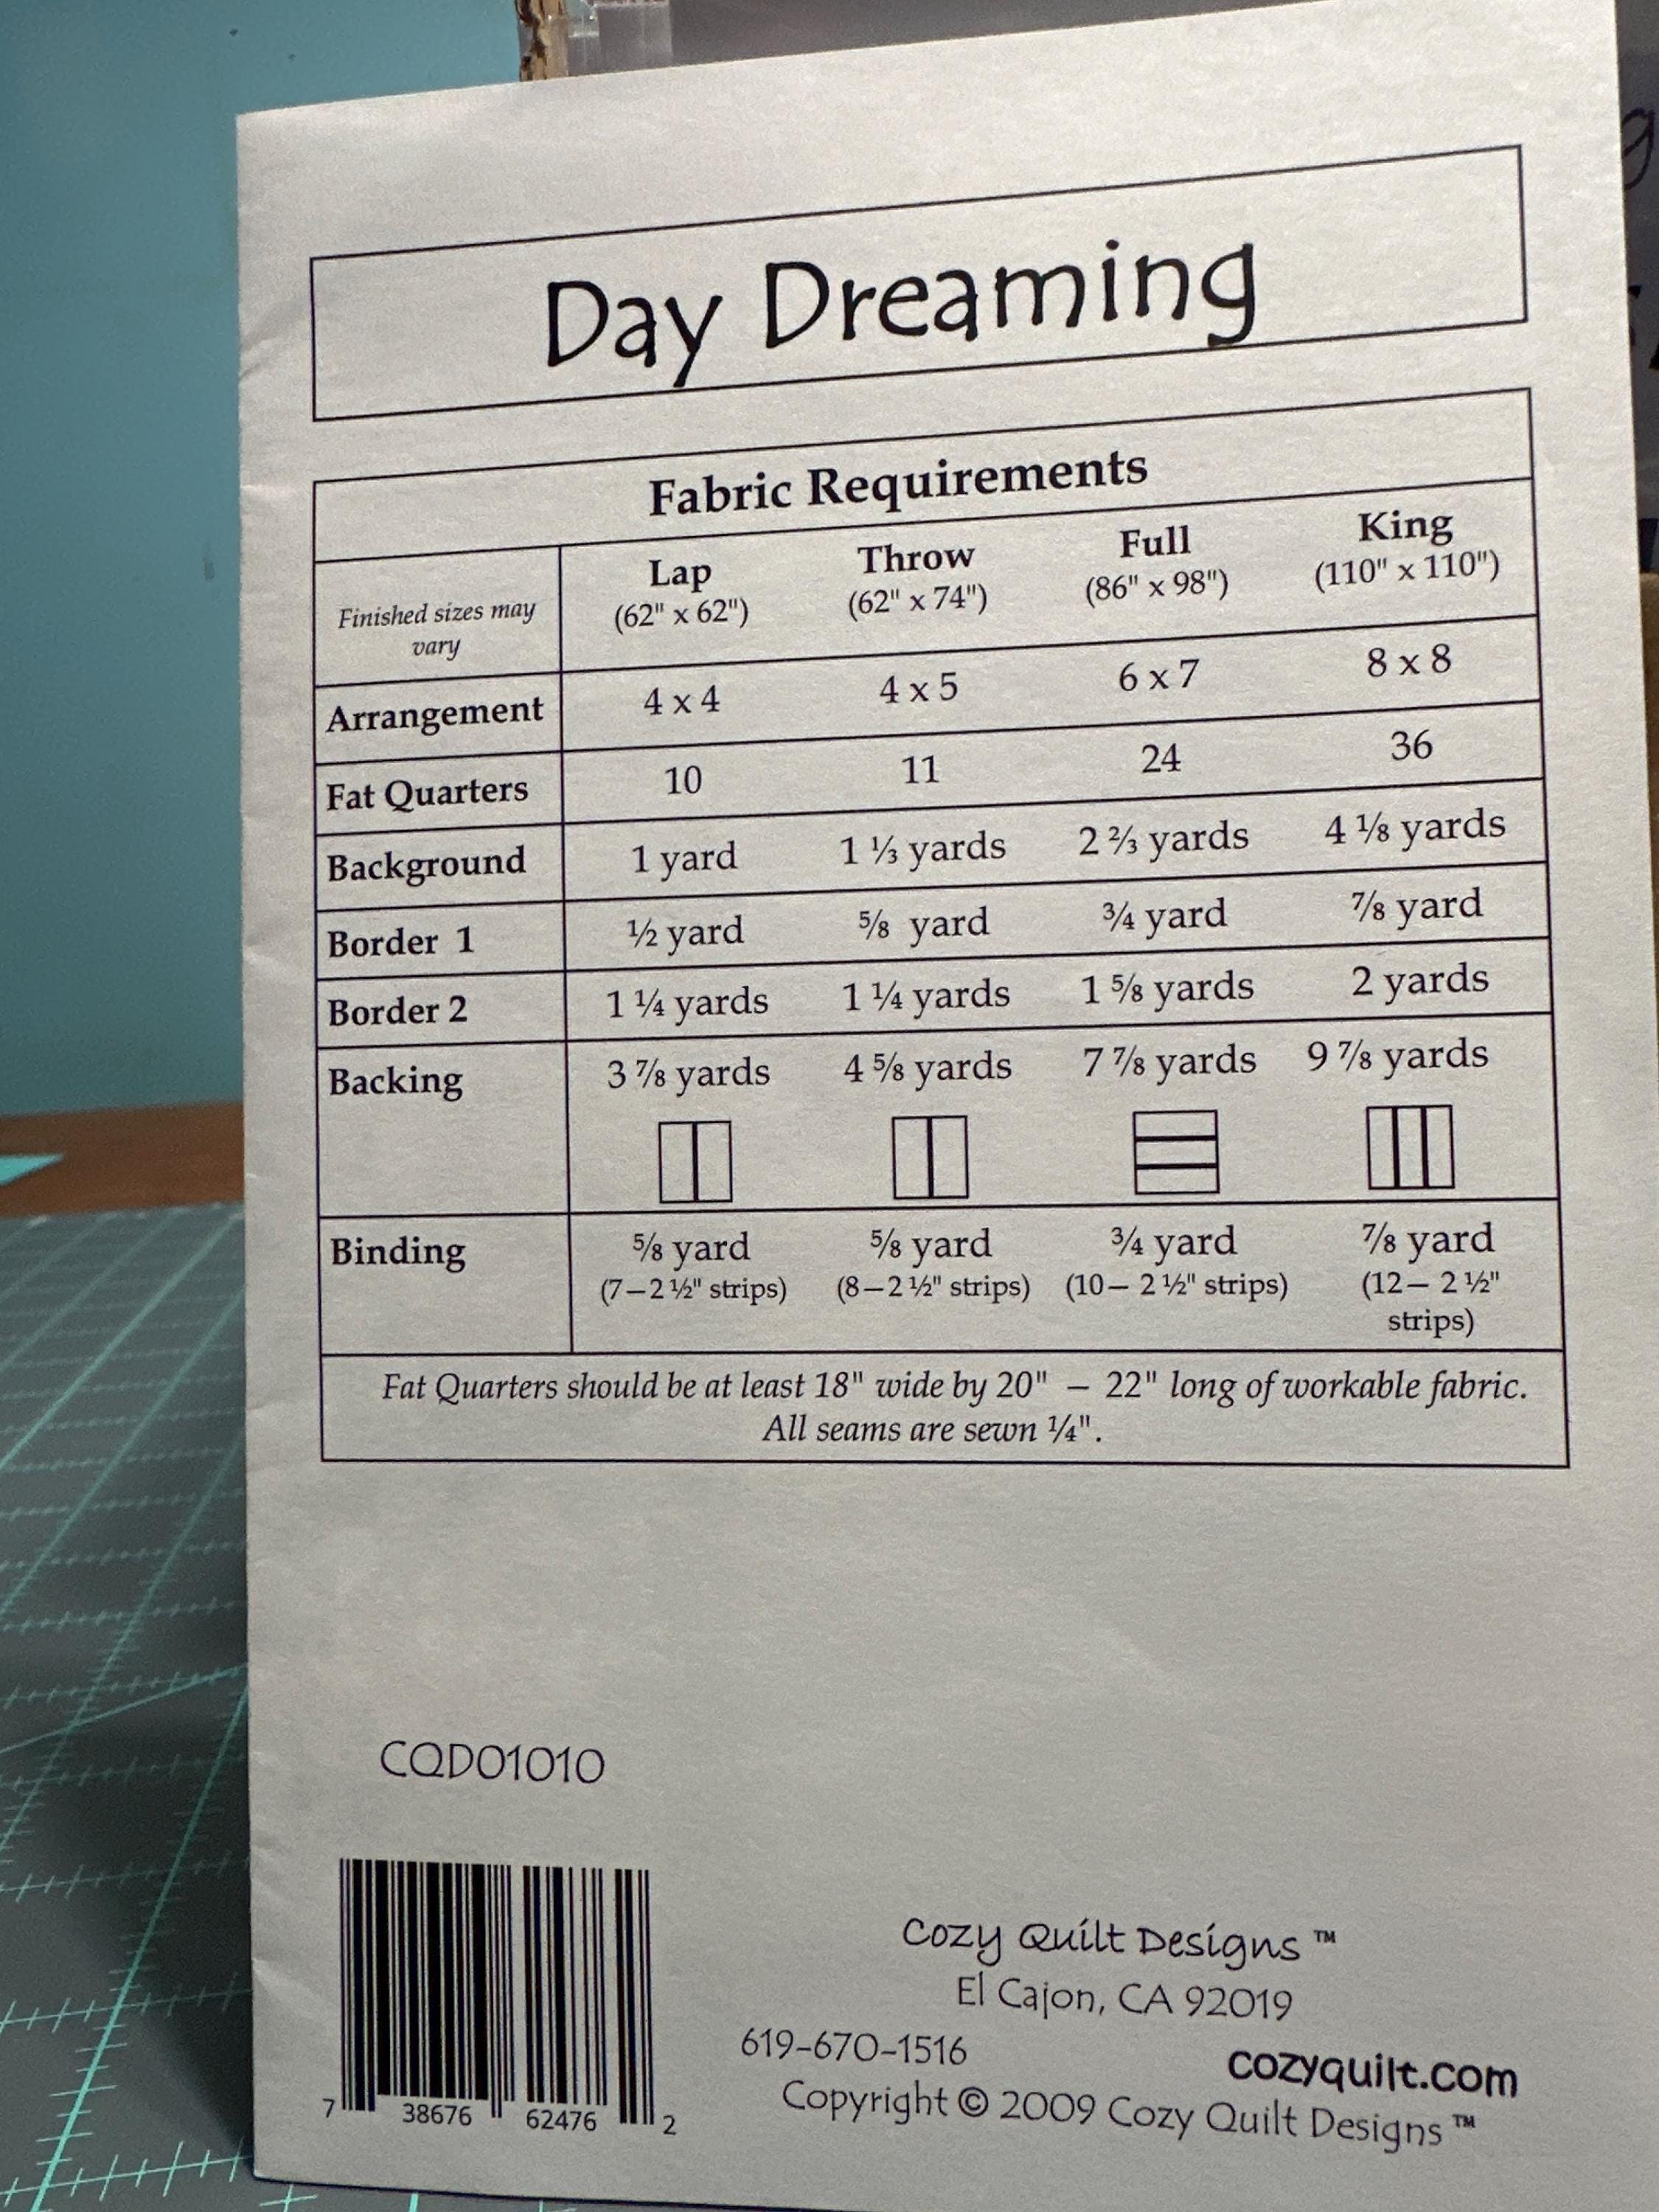 Day Dreaming
Fabric Requirements
Finished sizes may
vary
Lap
(62" x 62")
Throw
(62" x 74")
Full
(86" x 98")
King
(110" x 110")
Arrangement 4 x 4 4 x 5 6 x 7 8 x 8
Fat Quarters 10 11 24 36
Background 1 yard 1 ⅓ yards 2 ⅔ yards 4 ⅛ yards
Border 1 ½ yard ⅝ yard ¾ yard ⅞ yard
Border 2 1 ¼ yards 1 ¼ yards 1 ⅝ yards 2 yards
Backing 3 ⅞ yards 4 ⅝ yards 7 ⅞ yards 9 ⅞ yards
Binding ⅝ yard ⅝ yard ¾ yard ⅞ yard
(7–2 ½" strips) (8–2 ½" strips) (10– 2 ½" strips) (12– 2 ½"
strips)
Fat Quarters should be at least 18" wide by 20" – 22" long of workable fabric.
All seams are sewn ¼".
CQD01010
7 38676 62476 2
Cozy Quilt Designs ™
El Cajon, CA 92019
619-670-1516
cozyquilt.com
Copyright © 2009 Cozy Quilt Designs ™